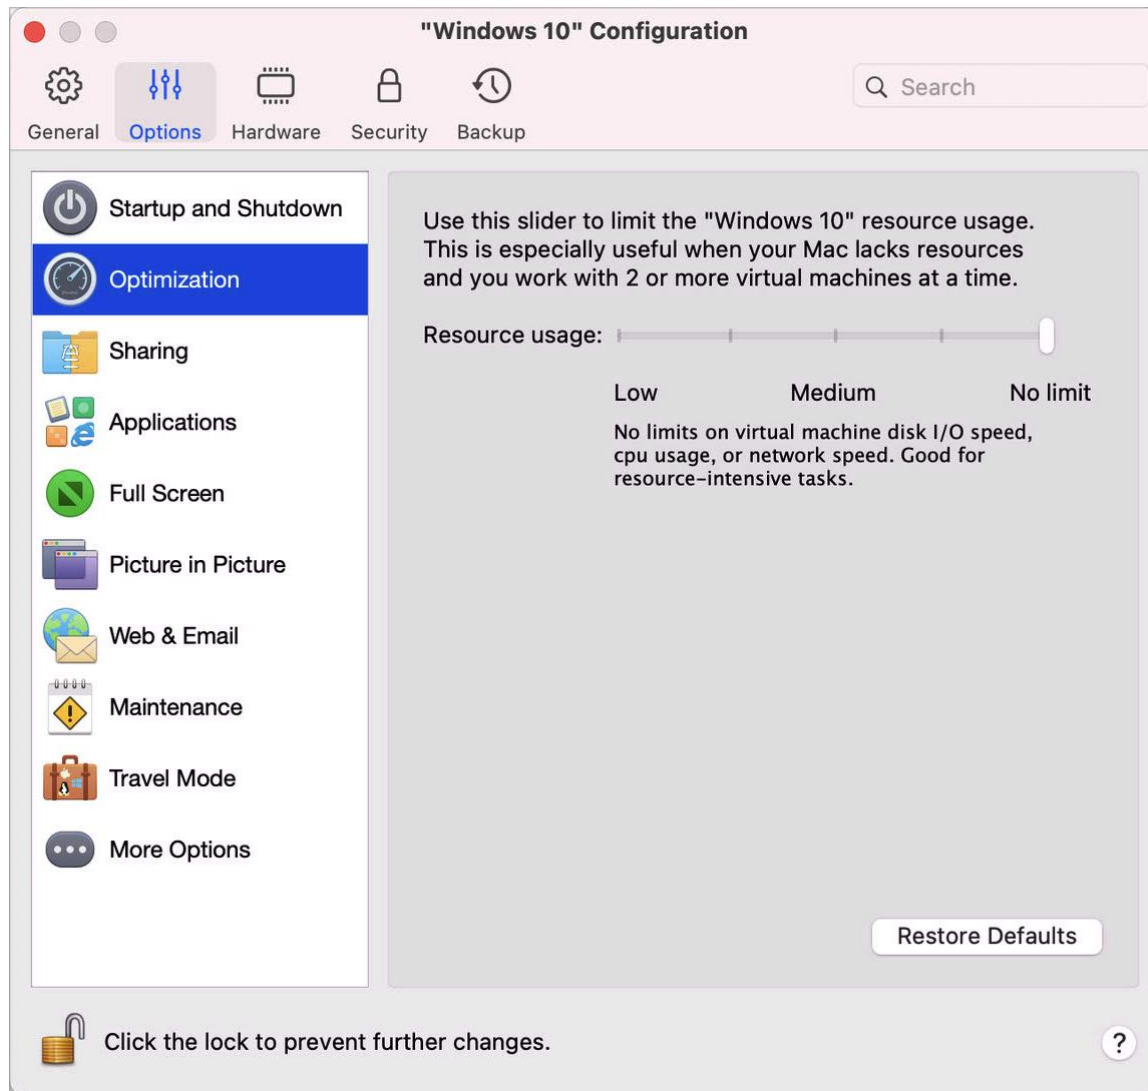 "Windows 10" Configuration
General Options Hardware Security Backup
Search
Startup and Shutdown
Optimization
Sharing
Applications
Full Screen
Picture in Picture
Web & Email
Maintenance
Travel Mode
More Options
Use this slider to limit the "Windows 10" resource usage.
This is especially useful when your Mac lacks resources
and you work with 2 or more virtual machines at a time.
Resource usage:
Low Medium No limit
No limits on virtual machine disk I/O speed,
cpu usage, or network speed. Good for
resource-intensive tasks.
Restore Defaults
Click the lock to prevent further changes.
?